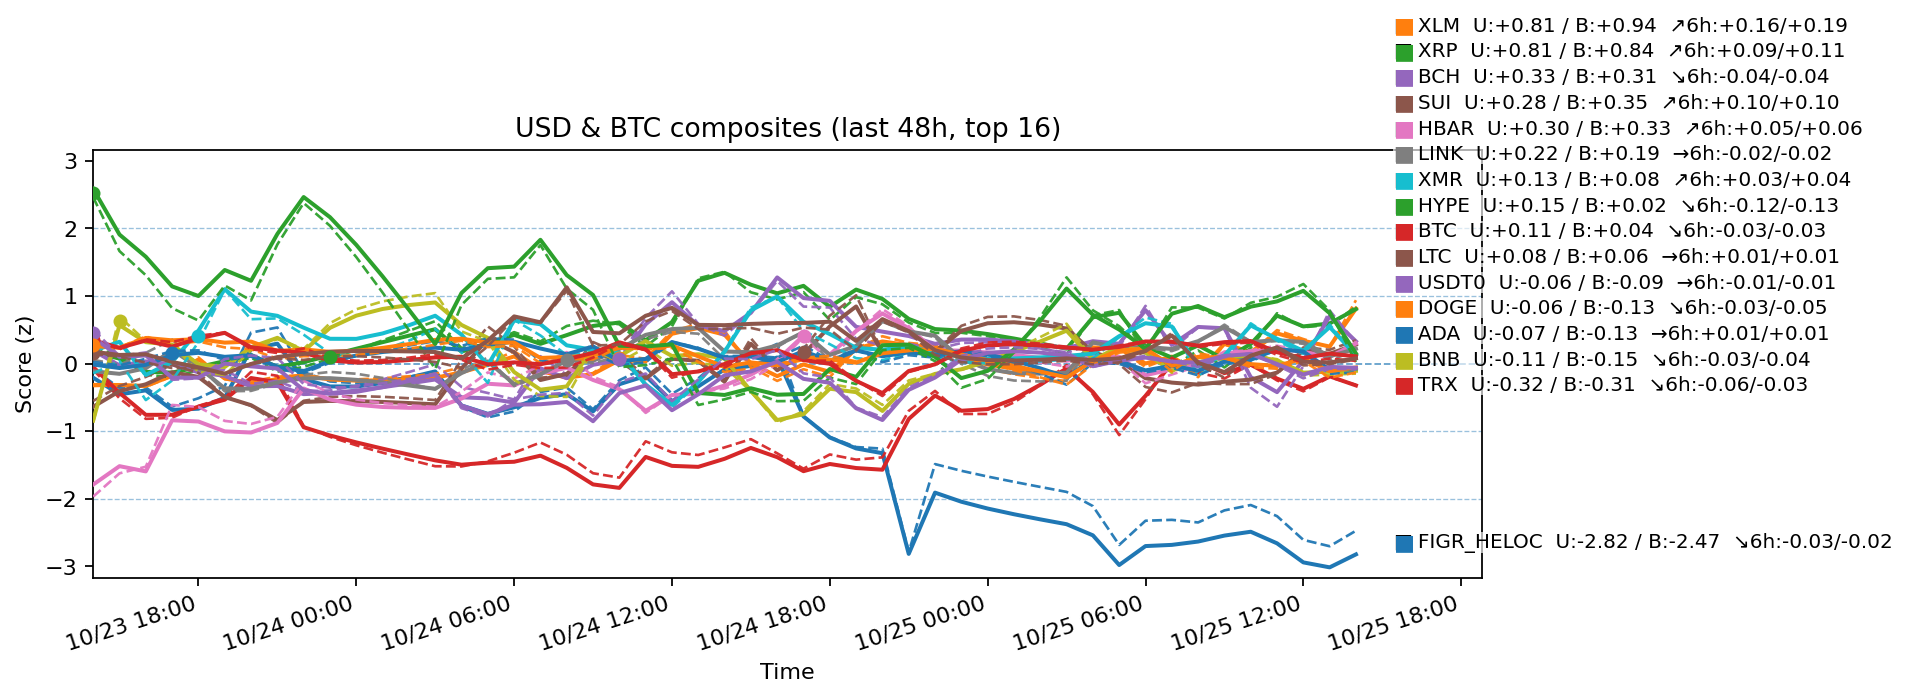 XLM  U:+0.81 / B:+0.94  ↗6h:+0.16/+0.19
XRP  U:+0.81 / B:+0.84  ↗6h:+0.09/+0.11
BCH  U:+0.33 / B:+0.31  ↘6h:-0.04/-0.04
SUI  U:+0.28 / B:+0.35  ↗6h:+0.10/+0.10
HBAR  U:+0.30 / B:+0.33  ↗6h:+0.05/+0.06
LINK  U:+0.22 / B:+0.19  →6h:-0.02/-0.02
XMR  U:+0.13 / B:+0.08  ↗6h:+0.03/+0.04
HYPE  U:+0.15 / B:+0.02  ↘6h:-0.12/-0.13
BTC  U:+0.11 / B:+0.04  ↘6h:-0.03/-0.03
LTC  U:+0.08 / B:+0.06  →6h:+0.01/+0.01
USDT0  U:-0.06 / B:-0.09  →6h:-0.01/-0.01
DOGE  U:-0.06 / B:-0.13  ↘6h:-0.03/-0.05
ADA  U:-0.07 / B:-0.13  →6h:+0.01/+0.01
BNB  U:-0.11 / B:-0.15  ↘6h:-0.03/-0.04
TRX  U:-0.32 / B:-0.31  ↘6h:-0.06/-0.03
FIGR_HELOC  U:-2.82 / B:-2.47  ↘6h:-0.03/-0.02
USD & BTC composites (last 48h, top 16)
Score (z)
3
2
1
0
−1
−2
−3
10/23 18:00
10/24 00:00
10/24 06:00
10/24 12:00
10/24 18:00
10/25 00:00
10/25 06:00
10/25 12:00
10/25 18:00
Time